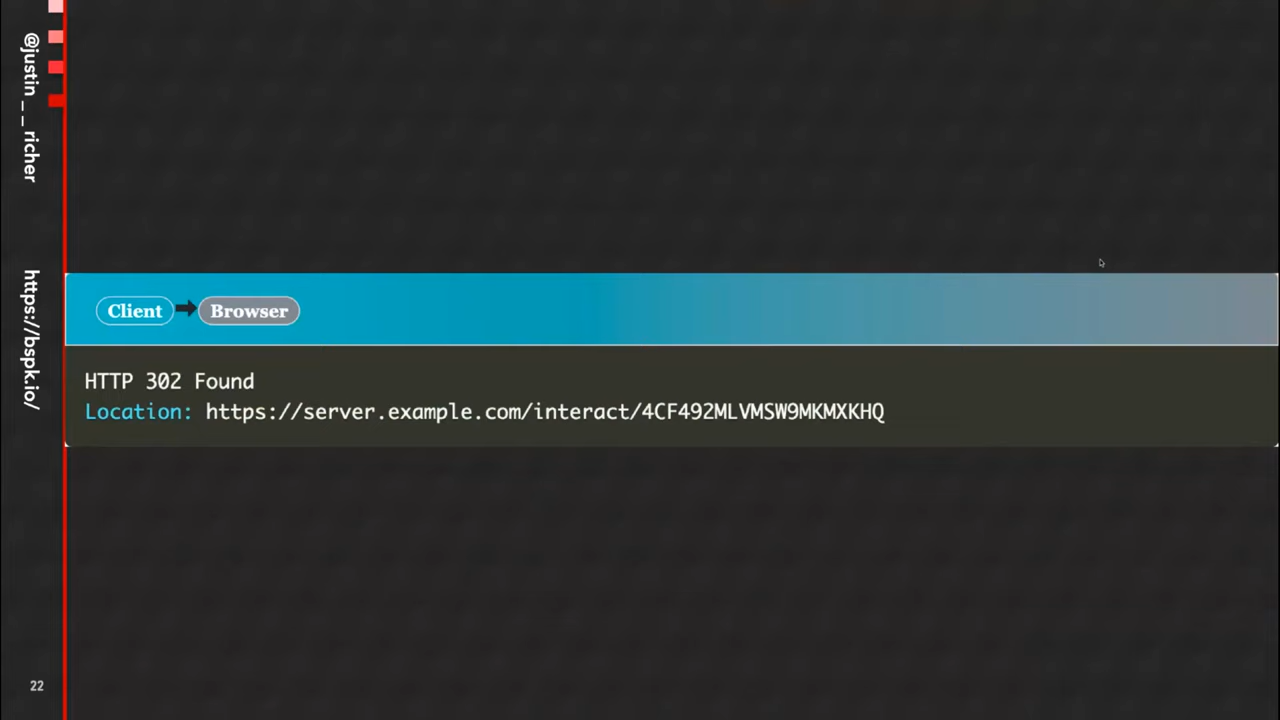 @justin__richer
https://bspk.io/
Client Browser
HTTP 302 Found
Location: https://server.example.com/interact/4CF492MLVMSW9MKMXKHQ
22